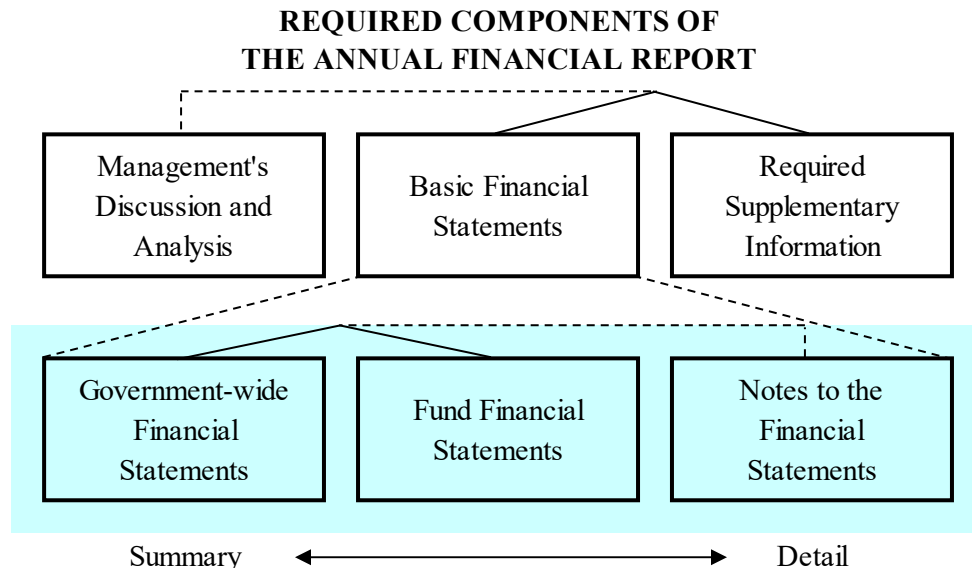 REQUIRED COMPONENTS OF
THE ANNUAL FINANCIAL REPORT
Management's
Discussion and
Analysis
Basic Financial
Statements
Required
Supplementary
Information
Government-wide
Financial
Statements
Fund Financial
Statements
Notes to the
Financial
Statements
Summary
Detail